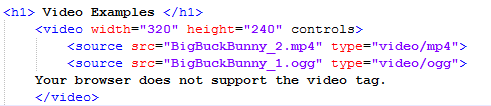 <h1> Video Examples </h1>
<video width="320" height="240" controls>
<source src="BigBuckBunny_2.mp4" type="video/mp4">
<source src="BigBuckBunny_1.ogg" type="video/ogg">
Your browser does not support the video tag.
</video>